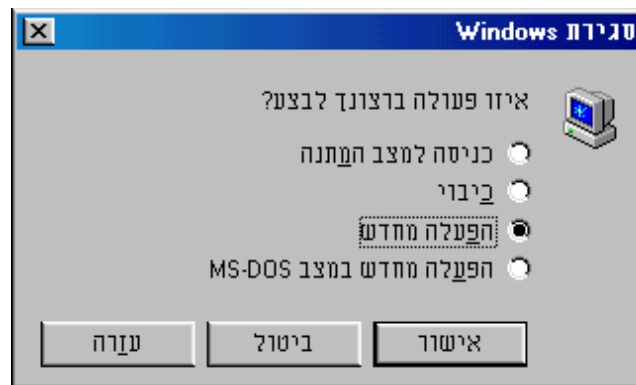 סגירת Windows
איזו פעולה ברצונך לבצע?
כניסה למצב המתנה
כיבוי
הפעלה מחדש
הפעלה מחדש במצב MS-DOS
אישור ביטול עזרה